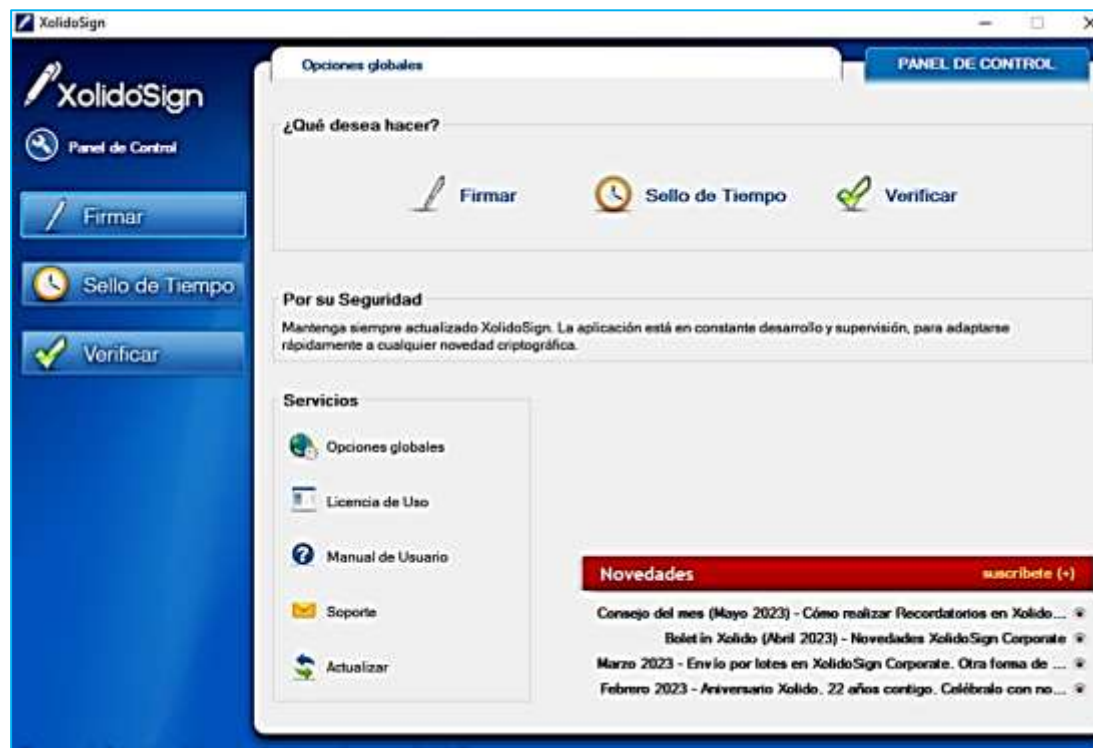 XolidoSign
XolidoSign
Panel de Control
Firmar
Sello de Tiempo
Verificar
Opciones globales
PANEL DE CONTROL
¿Qué desea hacer?
Firmar
Sello de Tiempo
Verificar
Por su Seguridad
Mantenga siempre actualizado XolidoSign. La aplicación está en constante desarrollo y supervisión, para adaptarse
rápidamente a cualquier novedad criptográfica.
Servicios
Opciones globales
Licencia de Uso
Manual de Usuario
Soporte
Actualizar
Novedades
suscríbete (+)
Consejo del mes (Mayo 2023) - Cómo realizar Recordatorios en Xolido...
Boletín Xolido (Abril 2023) - Novedades XolidoSign Corporate
Marzo 2023 - Envío por lotes en XolidoSign Corporate. Otra forma de ...
Febrero 2023 - Aniversario Xolido. 22 años contigo. Celébralo con no...